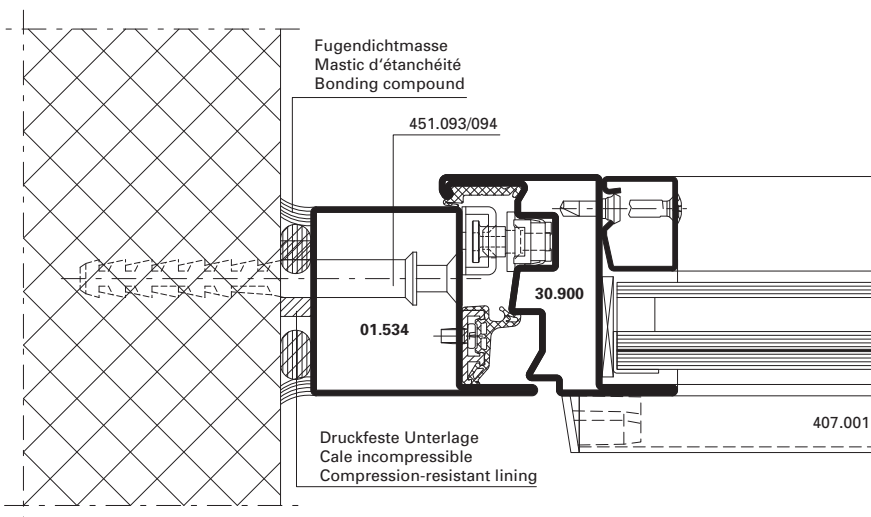 Fugendichtmasse
Mastic d‘étanchéité
Bonding compound
451.093/094
30.900
01.534
407.001
Druckfeste Unterlage
Cale incompressible
Compression-resistant lining